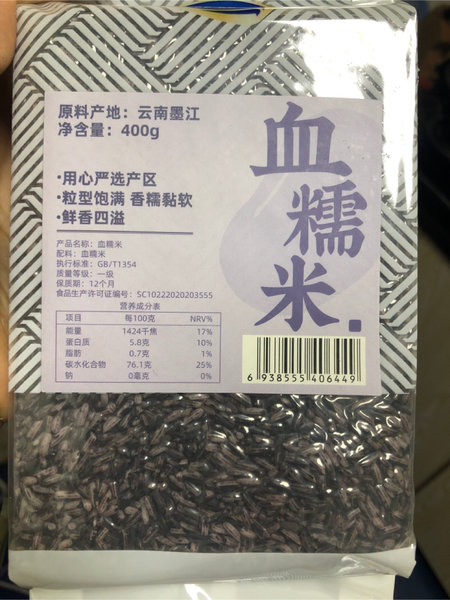 原料产地：云南墨江
净含量：400g
血糯米
·用心严选产区
·粒型饱满 香糯黏软
·鲜香四溢
产品名称：血糯米
配料：血糯米
执行标准：GB/T1354
质量等级：一级
保质期：12个月
食品生产许可证编号：SC10222020203555
营养成分表
项目 每100克 NRV%
能量 1424千焦 17%
蛋白质 5.8克 10%
脂肪 0.7克 1%
碳水化合物 76.1克 25%
钠 0毫克 0%
6 938555 406449